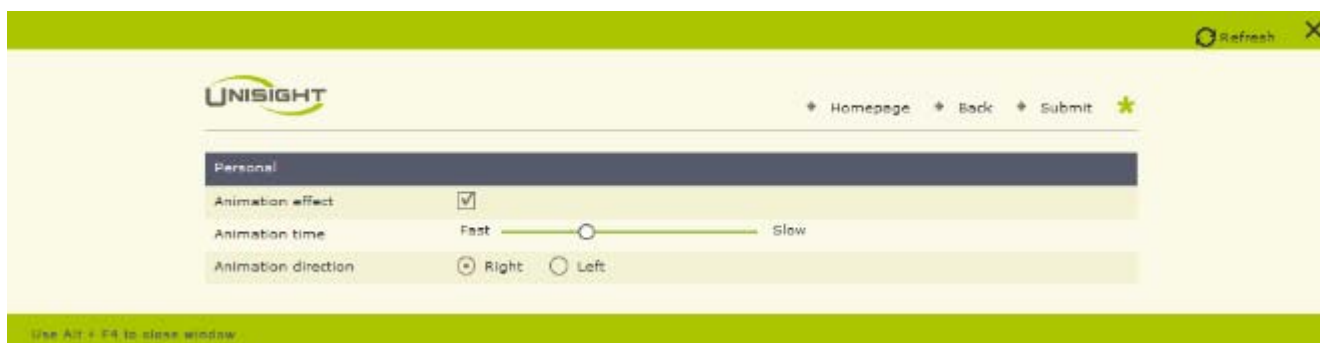 Refresh
UNISIGHT
Homepage Back Submit
Personal
Animation effect
Animation time Fast Slow
Animation direction Right Left
Use Alt + F4 to close window